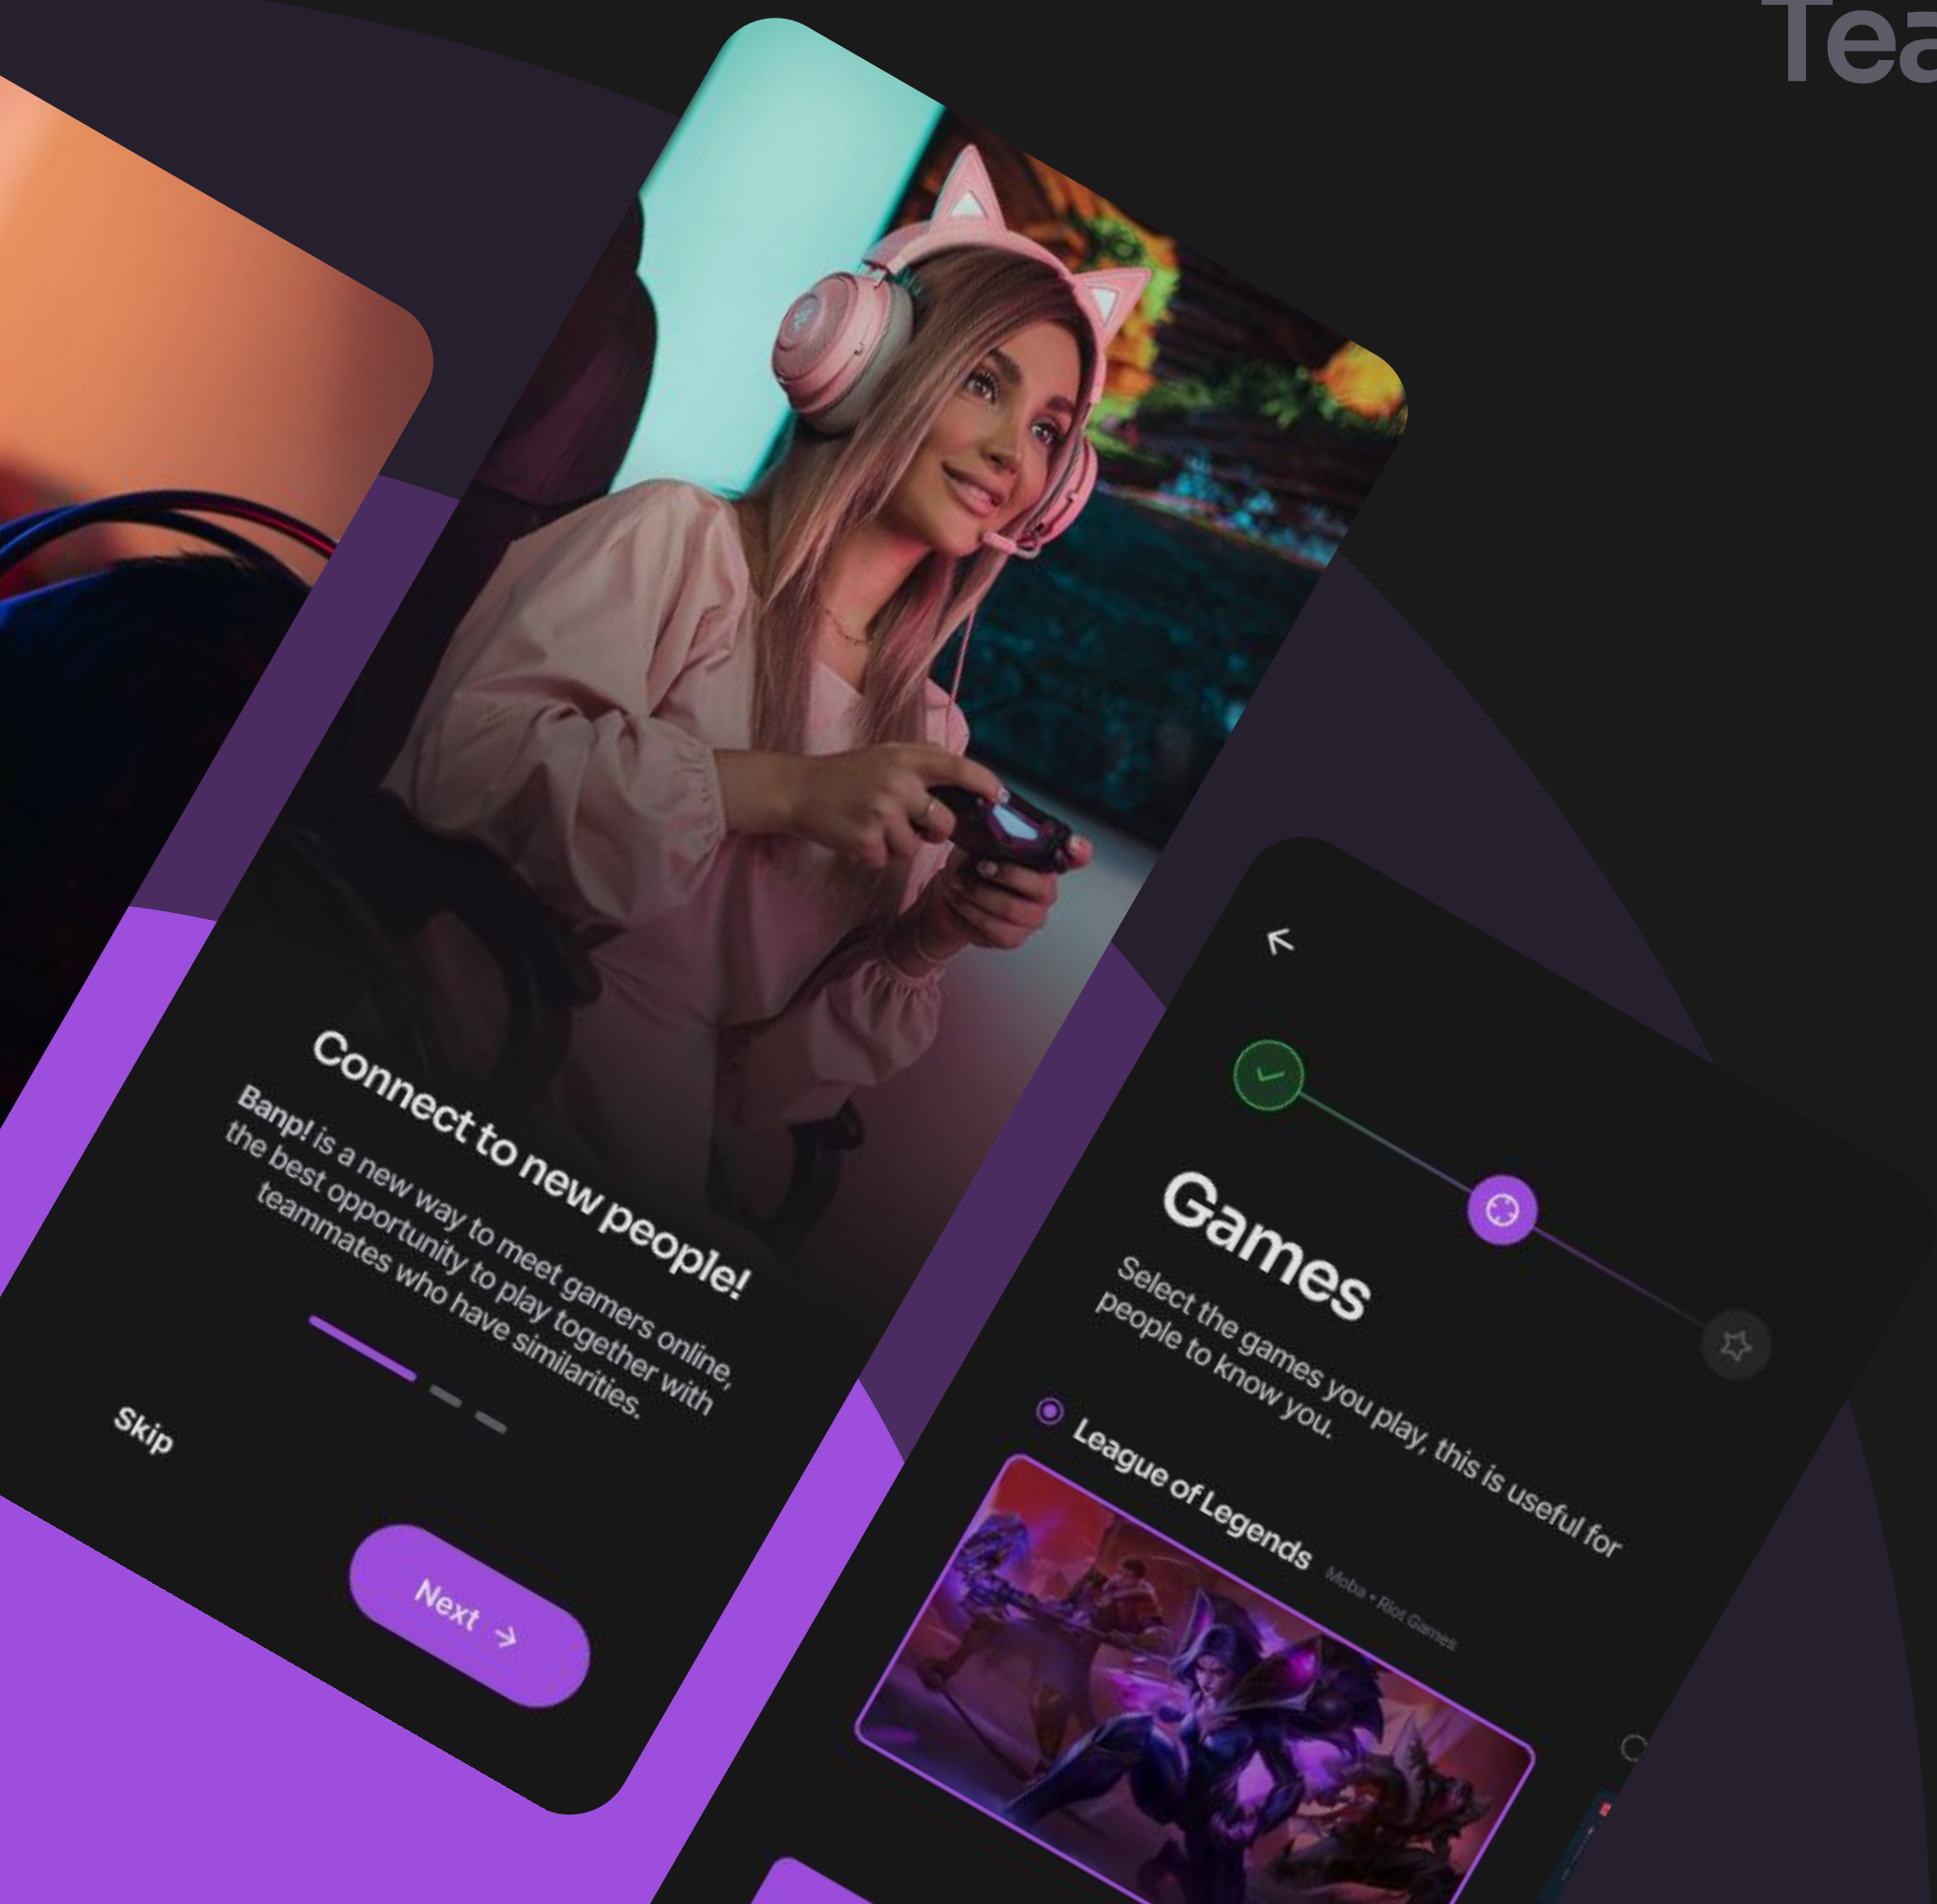 Connect to new people!
Banp! is a new way to meet gamers online,
the best opportunity to play together with
teammates who have similarities.
Skip
Next
Games
Select the games you play, this is useful for
people to know you.
League of Legends
Moba • Riot Games